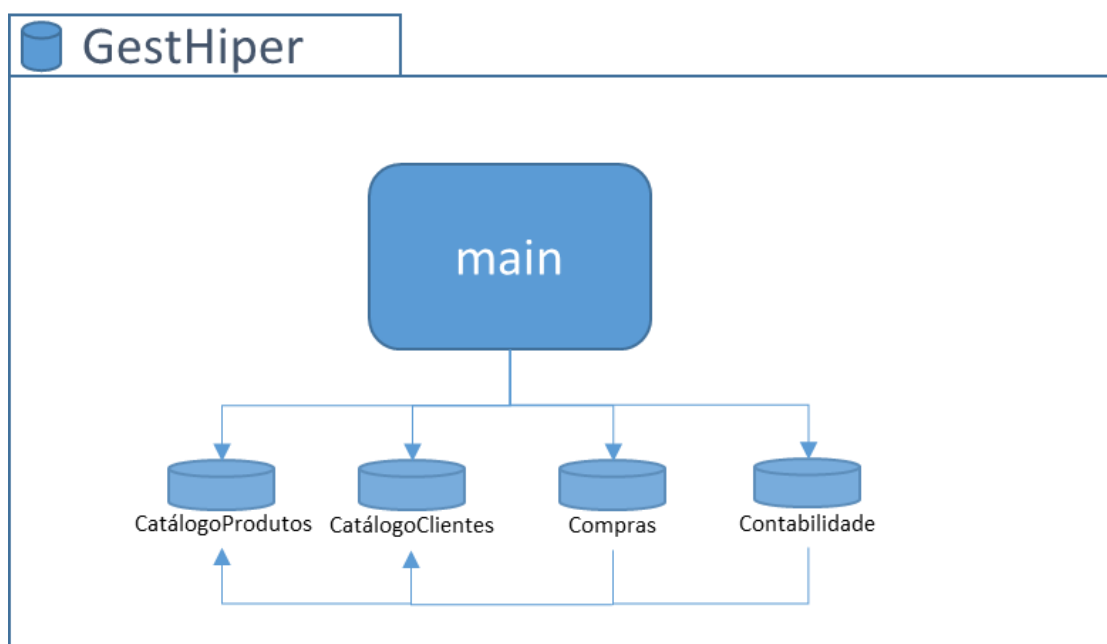 GestHiper
main
CatálogoProdutos
CatálogoClientes
Compras
Contabilidade